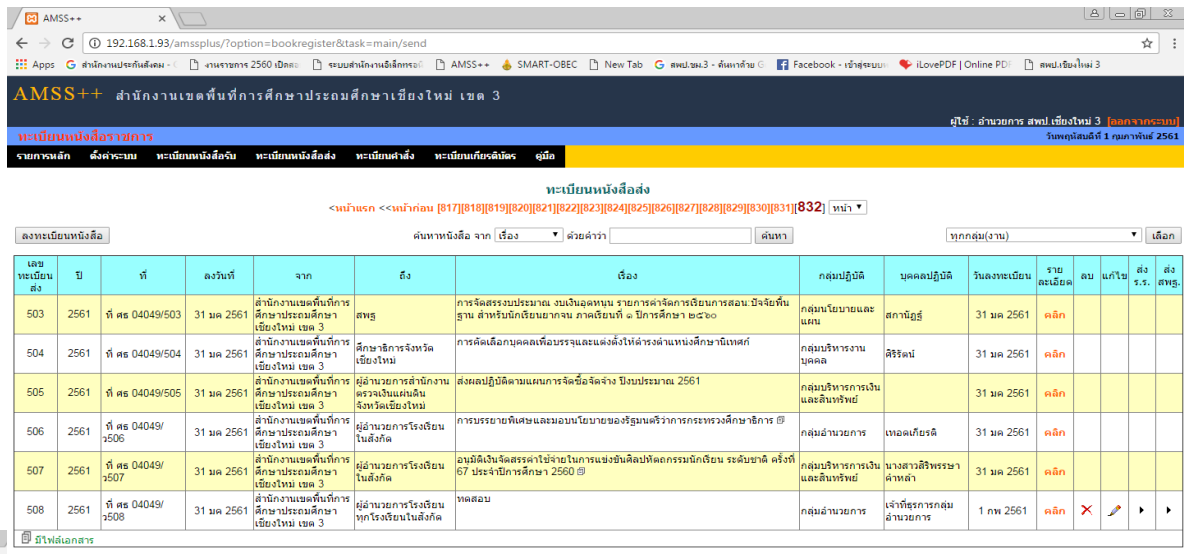 AMSS++
192.168.1.93/amssplus/?option=bookregister&task=main/send
Apps สำนักงานประกันสังคม - งานราชการ 2560 เปิดสอ ระบบสำนักงานอิเล็กทรอ AMSS++ SMART-OBEC New Tab สพป.ชม.3 - ค้นหาด้วย G Facebook - เข้าสู่ระบบ iLovePDF | Online PDF สพป.เชียงใหม่ 3
AMSS++ สำนักงานเขตพื้นที่การศึกษาประถมศึกษาเชียงใหม่ เขต 3
ผู้ใช้ : อำนวยการ สพป.เชียงใหม่ 3 [ออกจากระบบ]
ทะเบียนหนังสือราชการ วันพฤหัสบดีที่ 1 กุมภาพันธ์ 2561
รายการหลัก ตั้งค่าระบบ ทะเบียนหนังสือรับ ทะเบียนหนังสือส่ง ทะเบียนคำสั่ง ทะเบียนเกียรติบัตร คู่มือ
ทะเบียนหนังสือส่ง
<หน้าแรก <<หน้าก่อน [817][818][819][820][821][822][823][824][825][826][827][828][829][830][831][832] หน้า
ลงทะเบียนหนังสือ ค้นหาหนังสือ จาก เรื่อง ด้วยคำว่า ค้นหา ทุกกลุ่ม(งาน) เลือก
เลขทะเบียนส่ง ปี ที่ ลงวันที่ จาก ถึง เรื่อง กลุ่มปฏิบัติ บุคคลปฏิบัติ วันลงทะเบียน รายละเอียด ลบ แก้ไข ส่ง ร.ร. ส่ง สพฐ.
503 2561 ที่ ศธ 04049/503 31 มค 2561 สำนักงานเขตพื้นที่การศึกษาประถมศึกษาเชียงใหม่ เขต 3 สพฐ การจัดสรรงบประมาณ งบเงินอุดหนุน รายการค่าจัดการเรียนการสอน:ปัจจัยพื้นฐาน สำหรับนักเรียนยากจน ภาคเรียนที่ ๑ ปีการศึกษา ๒๕๖๐ กลุ่มนโยบายและแผน สกานัฏฐ์ 31 มค 2561 คลิก
504 2561 ที่ ศธ 04049/504 31 มค 2561 สำนักงานเขตพื้นที่การศึกษาประถมศึกษาเชียงใหม่ เขต 3 ศึกษาธิการจังหวัดเชียงใหม่ การคัดเลือกบุคคลเพื่อบรรจุและแต่งตั้งให้ดำรงตำแหน่งศึกษานิเทศก์ กลุ่มบริหารงานบุคคล ศิริรัตน์ 31 มค 2561 คลิก
505 2561 ที่ ศธ 04049/505 31 มค 2561 สำนักงานเขตพื้นที่การศึกษาประถมศึกษาเชียงใหม่ เขต 3 ผู้อำนวยการสำนักงานตรวจเงินแผ่นดินจังหวัดเชียงใหม่ ส่งผลปฏิบัติตามแผนการจัดซื้อจัดจ้าง ปีงบประมาณ 2561 กลุ่มบริหารการเงินและสินทรัพย์ 31 มค 2561 คลิก
506 2561 ที่ ศธ 04049/ว506 31 มค 2561 สำนักงานเขตพื้นที่การศึกษาประถมศึกษาเชียงใหม่ เขต 3 ผู้อำนวยการโรงเรียนในสังกัด การบรรยายพิเศษและมอบนโยบายของรัฐมนตรีว่าการกระทรวงศึกษาธิการ กลุ่มอำนวยการ เทอดเกียรติ 31 มค 2561 คลิก
507 2561 ที่ ศธ 04049/ว507 31 มค 2561 สำนักงานเขตพื้นที่การศึกษาประถมศึกษาเชียงใหม่ เขต 3 ผู้อำนวยการโรงเรียนในสังกัด อนุมัติเงินจัดสรรค่าใช้จ่ายในการแข่งขันศิลปหัตถกรรมนักเรียน ระดับชาติ ครั้งที่ 67 ประจำปีการศึกษา 2560 กลุ่มบริหารการเงินและสินทรัพย์ นางสาวสิริพรรษา คำหล้า 31 มค 2561 คลิก
508 2561 ที่ ศธ 04049/ว508 31 มค 2561 สำนักงานเขตพื้นที่การศึกษาประถมศึกษาเชียงใหม่ เขต 3 ผู้อำนวยการโรงเรียนทุกโรงเรียนในสังกัด ทดสอบ กลุ่มอำนวยการ เจ้าที่ธุรการกลุ่มอำนวยการ 1 กพ 2561 คลิก
มีไฟล์เอกสาร